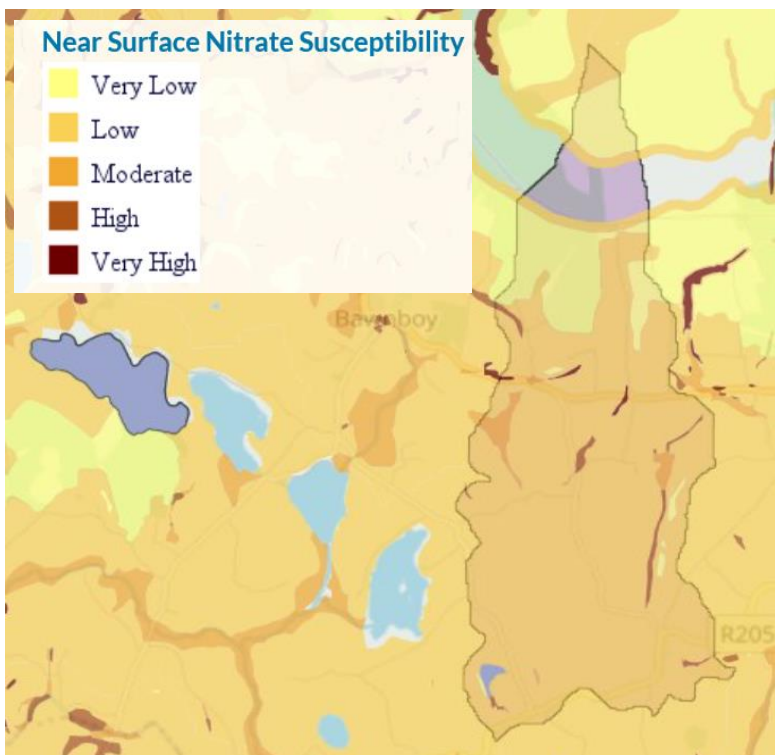 Near Surface Nitrate Susceptibility
Very Low
Low
Moderate
High
Very High
Bawnboy
R205